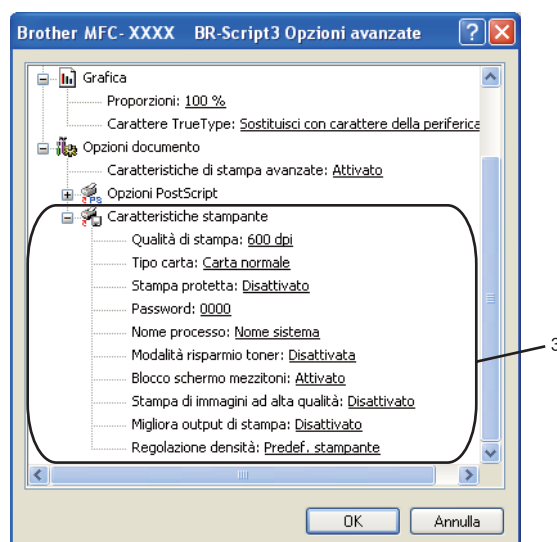 Brother MFC- XXXX BR-Script3 Opzioni avanzate
Grafica
Proporzioni: 100 %
Carattere TrueType: Sostituisci con carattere della periferica
Opzioni documento
Caratteristiche di stampa avanzate: Attivato
PS Opzioni PostScript
Caratteristiche stampante
Qualità di stampa: 600 dpi
Tipo carta: Carta normale
Stampa protetta: Disattivato
Password: 0000
Nome processo: Nome sistema
Modalità risparmio toner: Disattivata
Blocco schermo mezzitoni: Attivato
Stampa di immagini ad alta qualità: Disattivato
Migliora output di stampa: Disattivato
Regolazione densità: Predef. stampante
3
OK Annulla